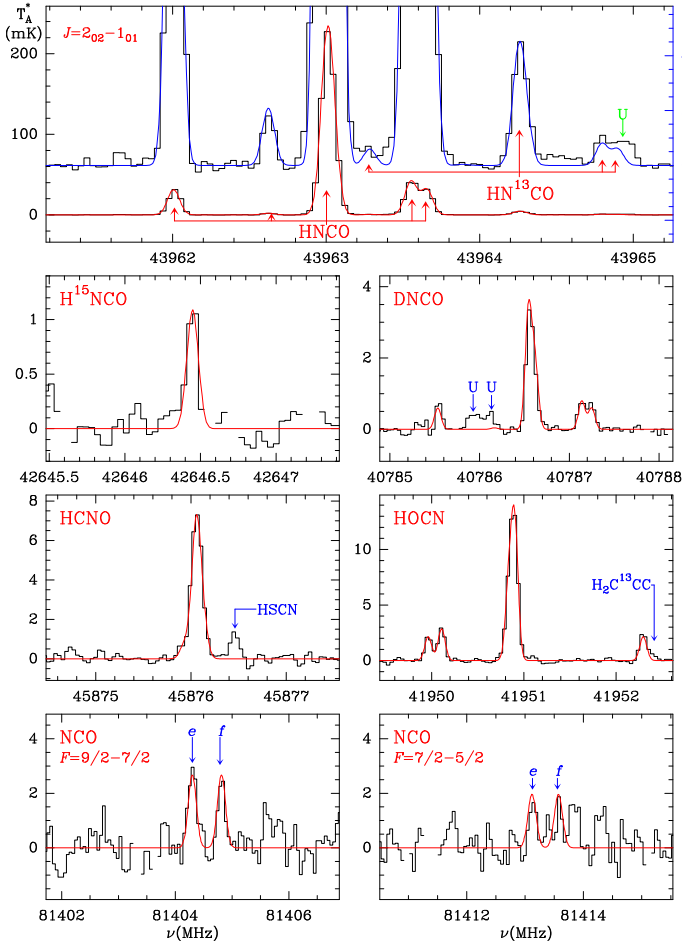 T*A
(mK)
J=2₀₂−1₀₁
200
100
0
U
HN¹³CO
HNCO
43962 43963 43964 43965
H¹⁵NCO
1
0.5
0
42645.5 42646 42646.5 42647
DNCO
4
2
0
U U
40785 40786 40787 40788
HCNO
8
6
4
2
0
HSCN
45875 45876 45877
HOCN
10
5
0
H₂C¹³CC
41950 41951 41952
NCO
F=9/2−7/2
e f
4
2
0
81402 81404 81406
ν(MHz)
NCO
F=7/2−5/2
e f
4
2
0
81412 81414
ν(MHz)